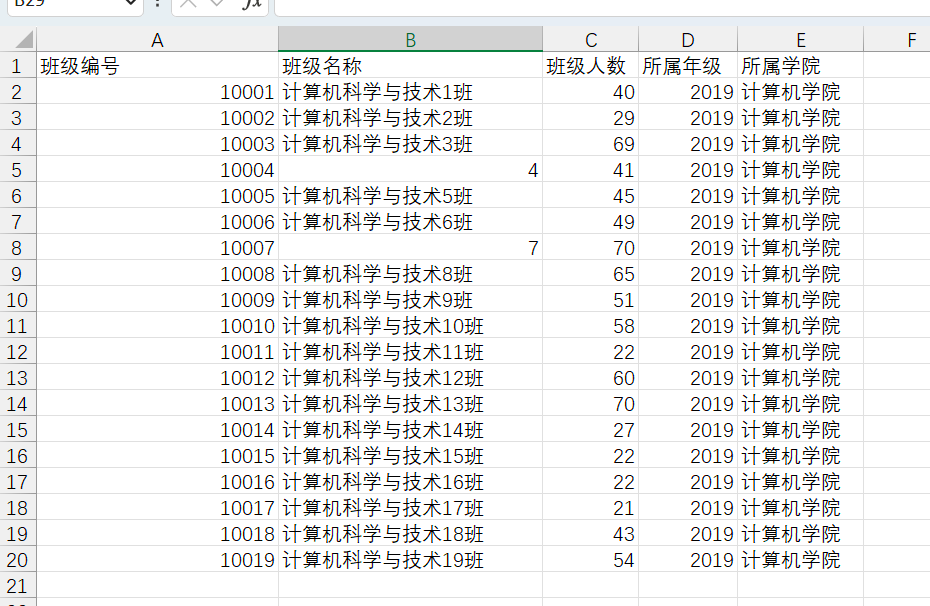 B29 fx
A B C D E F
1 班级编号 班级名称 班级人数 所属年级 所属学院
2 10001 计算机科学与技术1班 40 2019 计算机学院
3 10002 计算机科学与技术2班 29 2019 计算机学院
4 10003 计算机科学与技术3班 69 2019 计算机学院
5 10004 4 41 2019 计算机学院
6 10005 计算机科学与技术5班 45 2019 计算机学院
7 10006 计算机科学与技术6班 49 2019 计算机学院
8 10007 7 70 2019 计算机学院
9 10008 计算机科学与技术8班 65 2019 计算机学院
10 10009 计算机科学与技术9班 51 2019 计算机学院
11 10010 计算机科学与技术10班 58 2019 计算机学院
12 10011 计算机科学与技术11班 22 2019 计算机学院
13 10012 计算机科学与技术12班 60 2019 计算机学院
14 10013 计算机科学与技术13班 70 2019 计算机学院
15 10014 计算机科学与技术14班 27 2019 计算机学院
16 10015 计算机科学与技术15班 22 2019 计算机学院
17 10016 计算机科学与技术16班 22 2019 计算机学院
18 10017 计算机科学与技术17班 21 2019 计算机学院
19 10018 计算机科学与技术18班 43 2019 计算机学院
20 10019 计算机科学与技术19班 54 2019 计算机学院
21